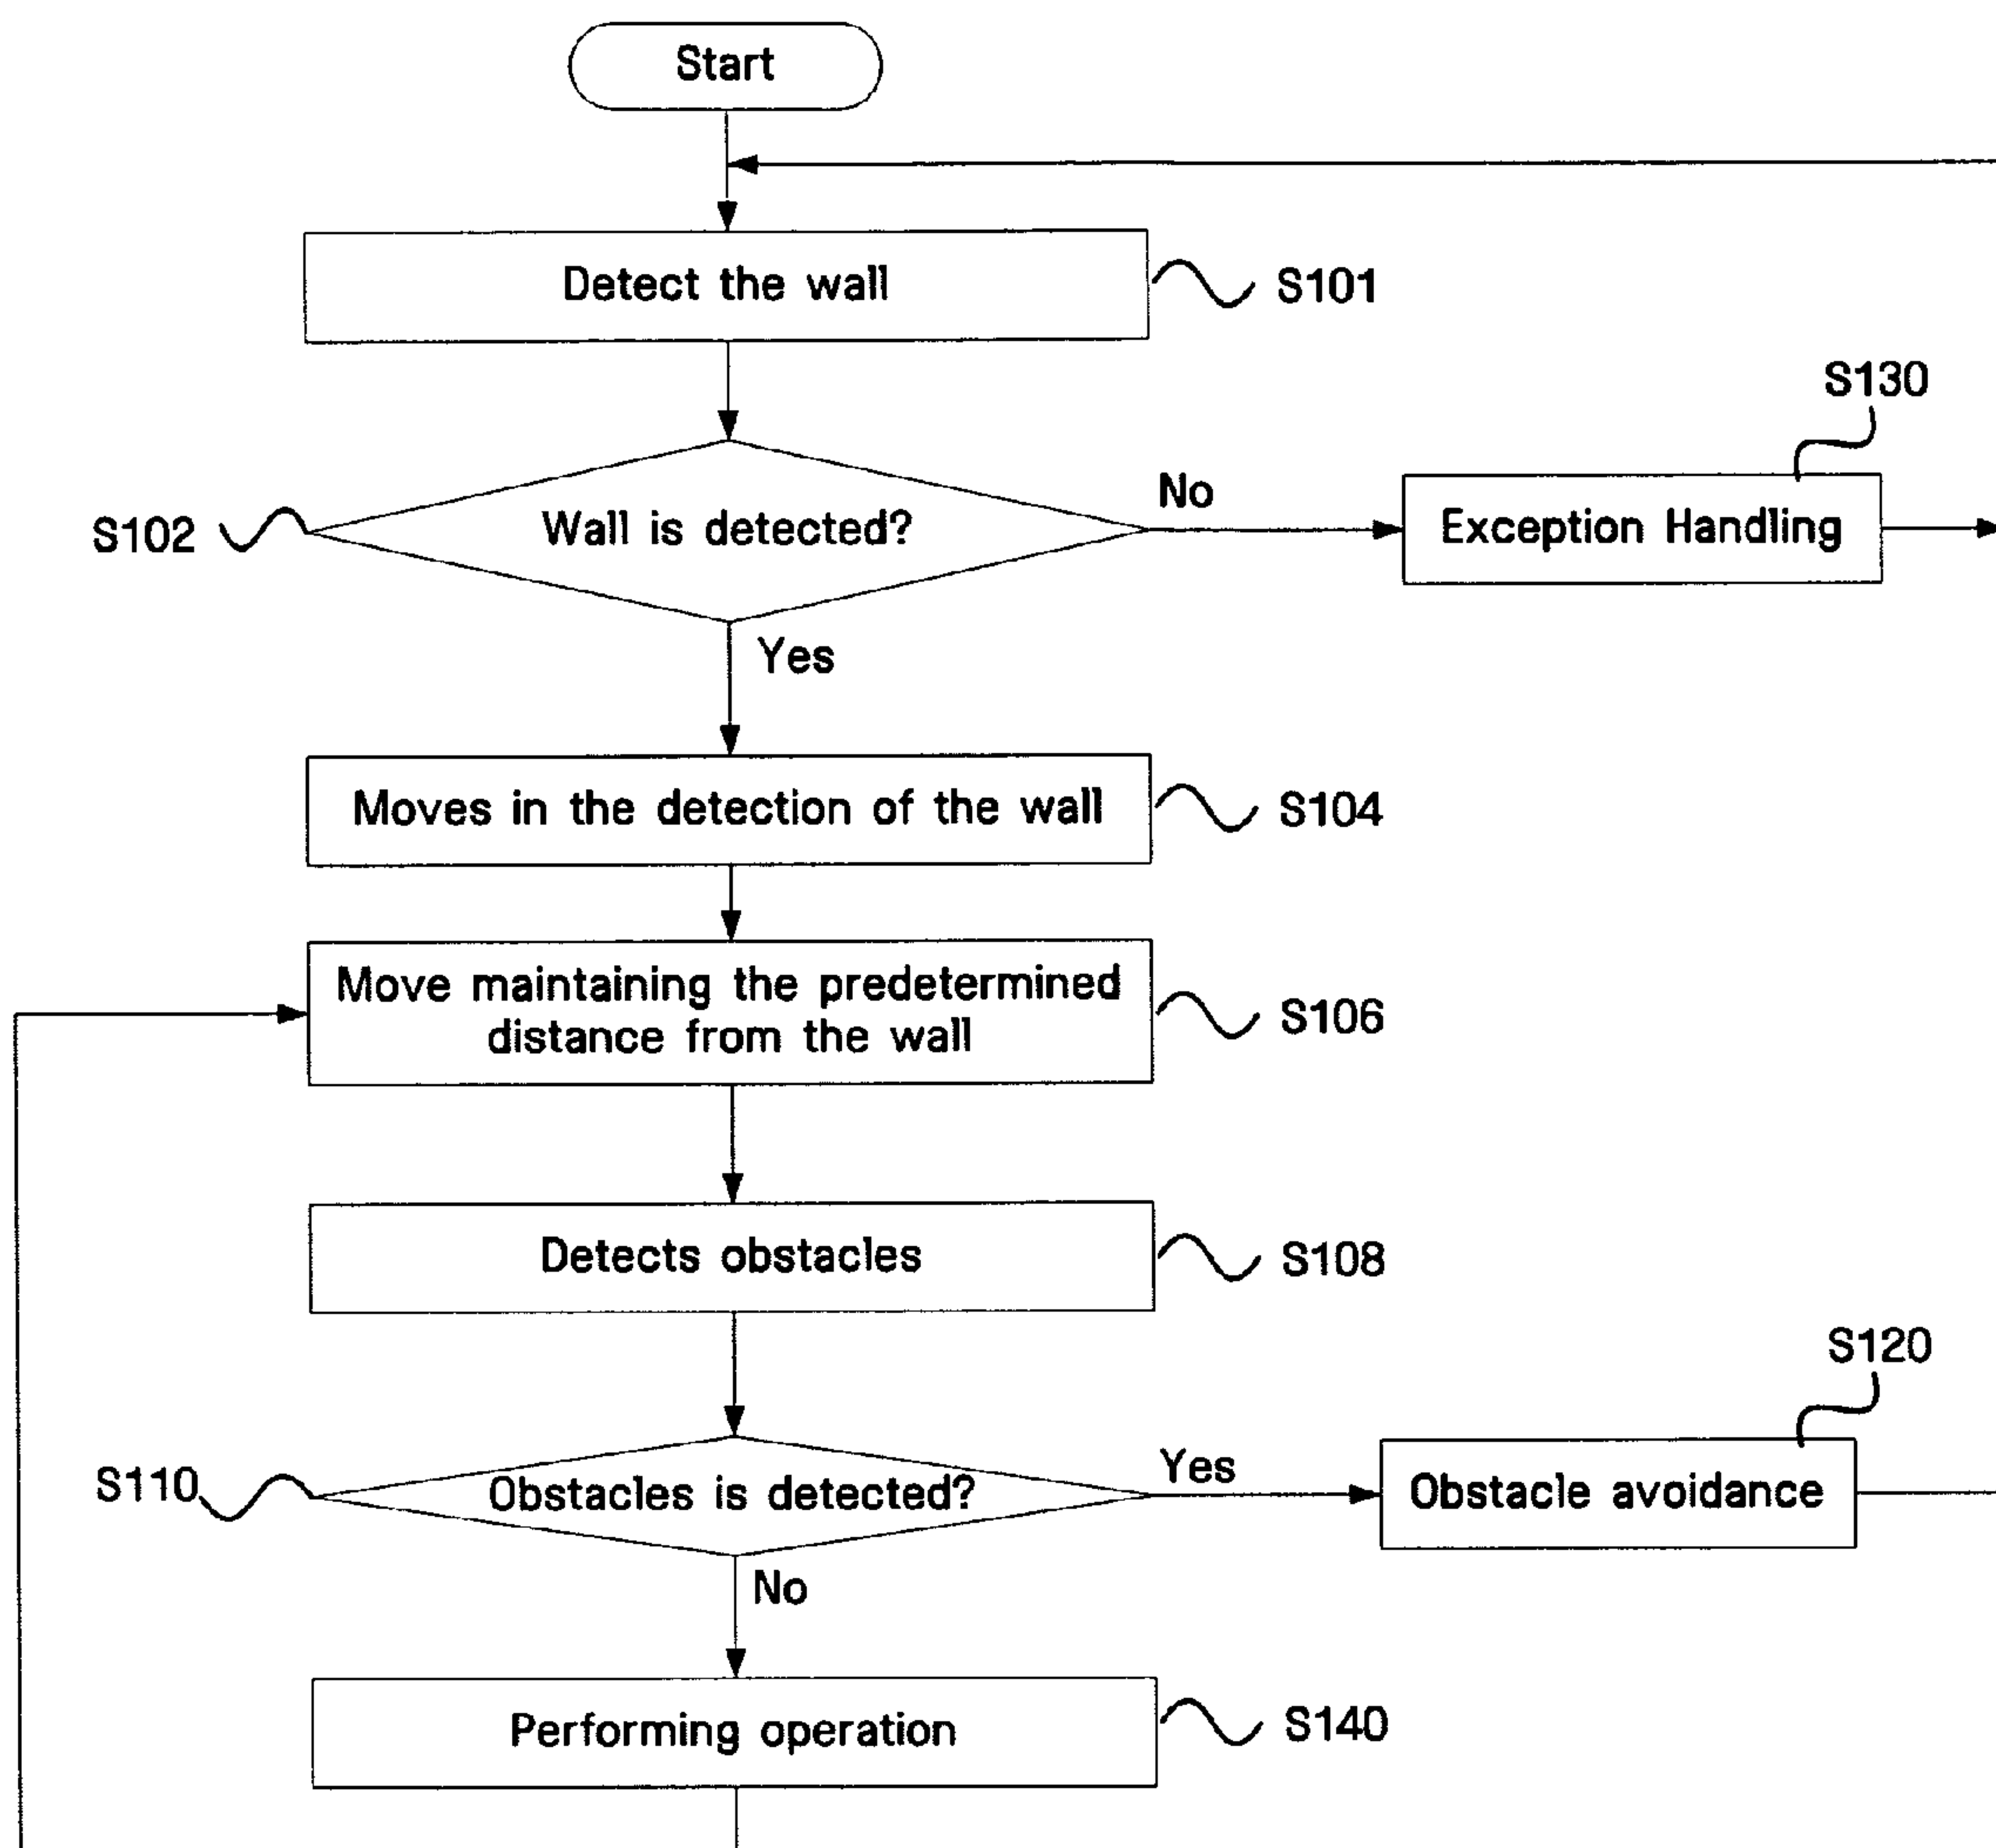 Start
Detect the wall
S101
S130
S102
Wall is detected?
No
Exception Handling
Yes
Moves in the detection of the wall
S104
Move maintaining the predetermined
distance from the wall
S106
Detects obstacles
S108
S120
S110
Obstacles is detected?
Yes
Obstacle avoidance
No
Performing operation
S140